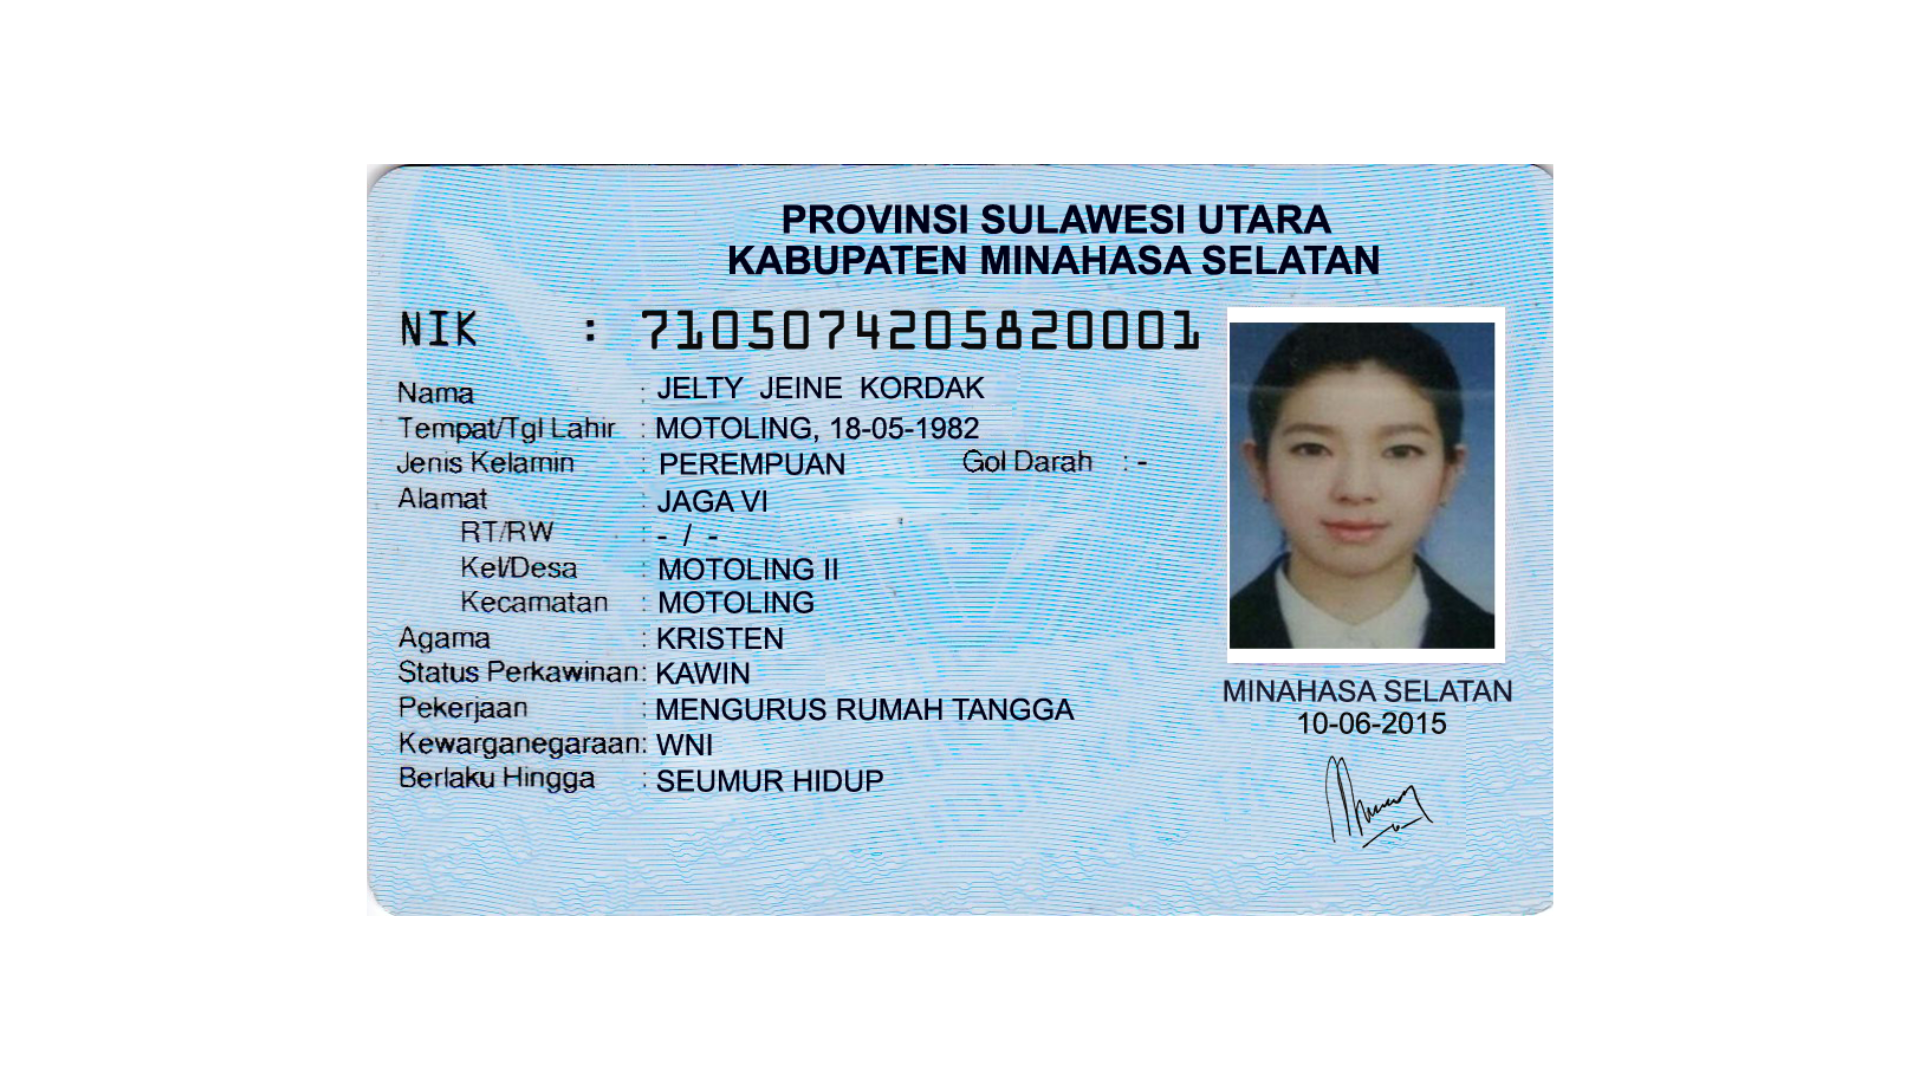 PROVINSI SULAWESI UTARA
KABUPATEN MINAHASA SELATAN
NIK : 7105074205820001
Nama : JELTY JEINE KORDAK
Tempat/Tgl Lahir : MOTOLING, 18-05-1982
Jenis Kelamin : PEREMPUAN Gol Darah : -
Alamat : JAGA VI
RT/RW : - / -
Kel/Desa : MOTOLING II
Kecamatan : MOTOLING
Agama : KRISTEN
Status Perkawinan: KAWIN
Pekerjaan : MENGURUS RUMAH TANGGA
Kewarganegaraan: WNI
Berlaku Hingga : SEUMUR HIDUP
MINAHASA SELATAN
10-06-2015